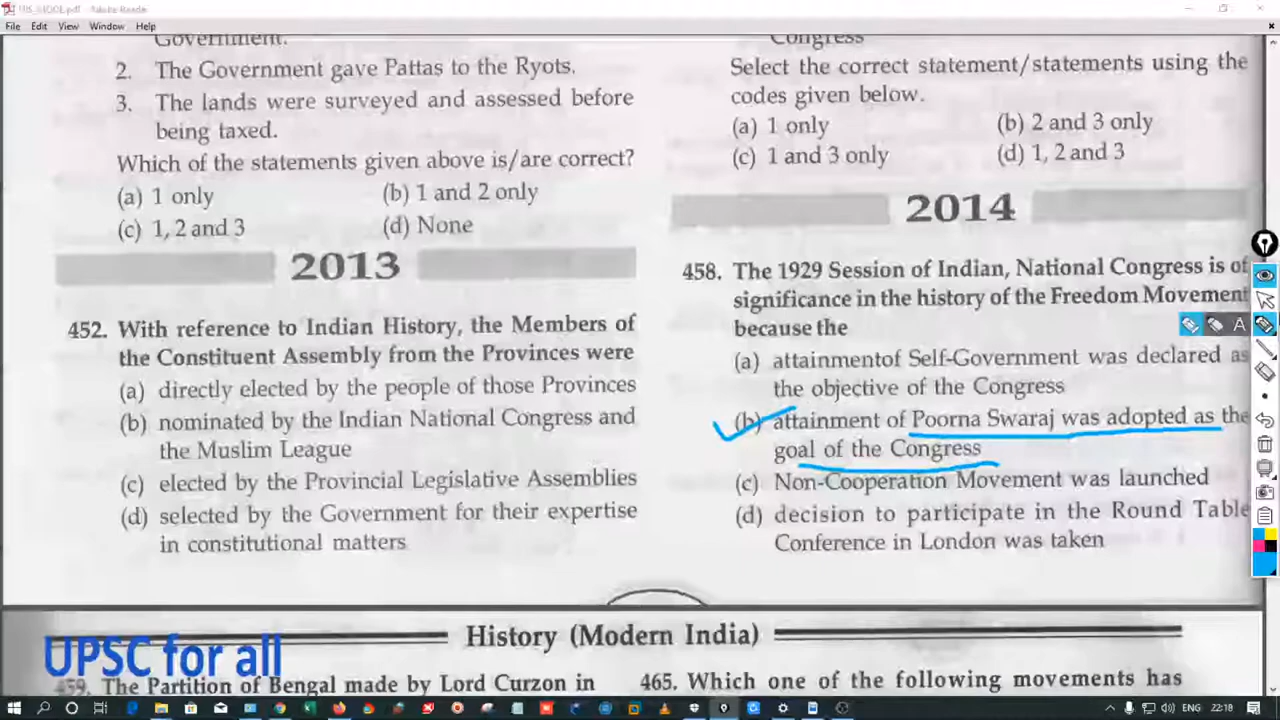 File Edit View Window Help
Government.
2. The Government gave Pattas to the Ryots.
3. The lands were surveyed and assessed before
being taxed.
Which of the statements given above is/are correct?
(a) 1 only (b) 1 and 2 only
(c) 1, 2 and 3 (d) None
2013
452. With reference to Indian History, the Members of
the Constituent Assembly from the Provinces were
(a) directly elected by the people of those Provinces
(b) nominated by the Indian National Congress and
the Muslim League
(c) elected by the Provincial Legislative Assemblies
(d) selected by the Government for their expertise
in constitutional matters
Congress
Select the correct statement/statements using the
codes given below.
(a) 1 only (b) 2 and 3 only
(c) 1 and 3 only (d) 1, 2 and 3
2014
458. The 1929 Session of Indian, National Congress is of
significance in the history of the Freedom Movement
because the
(a) attainmentof Self-Government was declared as
the objective of the Congress
(b) attainment of Poorna Swaraj was adopted as the
goal of the Congress
(c) Non-Cooperation Movement was launched
(d) decision to participate in the Round Table
Conference in London was taken
A
History (Modern India)
UPSC for all
459. The Partition of Bengal made by Lord Curzon in
465. Which one of the following movements has
ENG 22:18